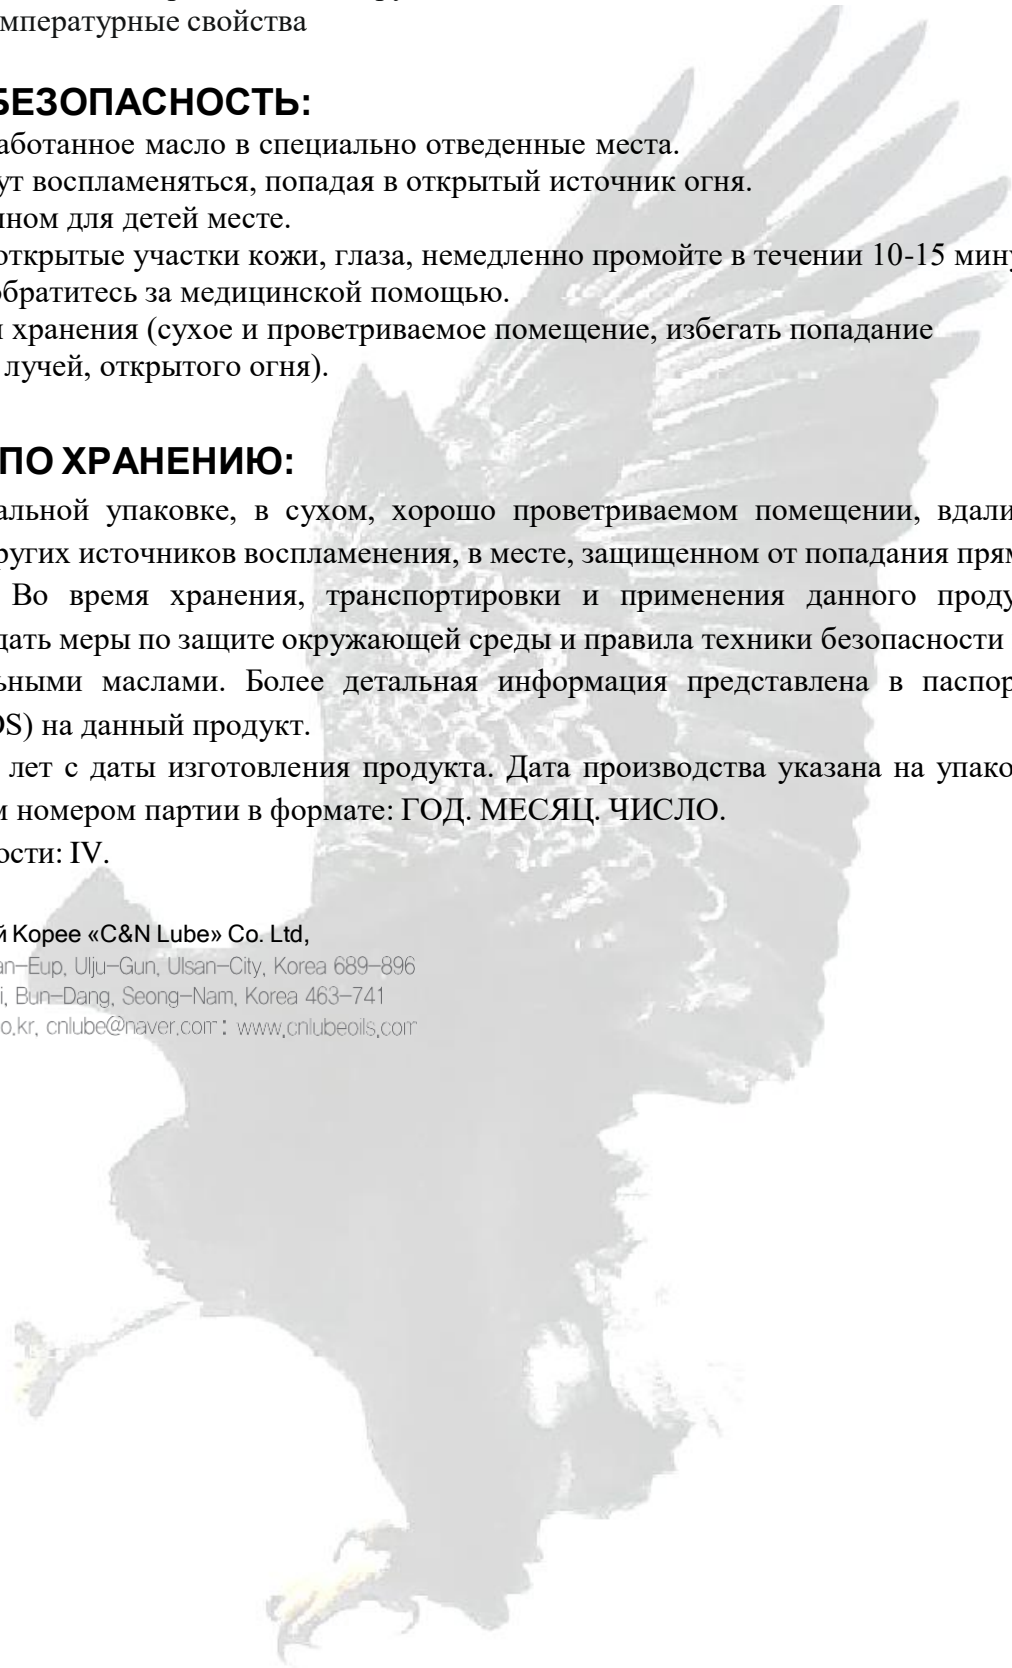 мпературные свойства
БЕЗОПАСНОСТЬ:
аботанное масло в специально отведенные места.
ут воспламеняться, попадая в открытый источник огня.
ном для детей месте.
открытые участки кожи, глаза, немедленно промойте в течении 10-15 мину
обратитесь за медицинской помощью.
и хранения (сухое и проветриваемое помещение, избегать попадание
лучей, открытого огня).
ПО ХРАНЕНИЮ:
альной упаковке, в сухом, хорошо проветриваемом помещении, вдали
ругих источников воспламенения, в месте, защищенном от попадания прям
Во время хранения, транспортировки и применения данного проду
дать меры по защите окружающей среды и правила техники безопасности
ьными маслами. Более детальная информация представлена в паспор
DS) на данный продукт.
лет с даты изготовления продукта. Дата производства указана на упако
м номером партии в формате: ГОД. МЕСЯЦ. ЧИСЛО.
ости: IV.
й Корее «C&N Lube» Co. Ltd,
an-Eup, Ulju-Gun, Ulsan-City, Korea 689-896
i, Bun-Dang, Seong-Nam, Korea 463-741
o.kr, cnlube@naver.com: www.cnlubeoils.com